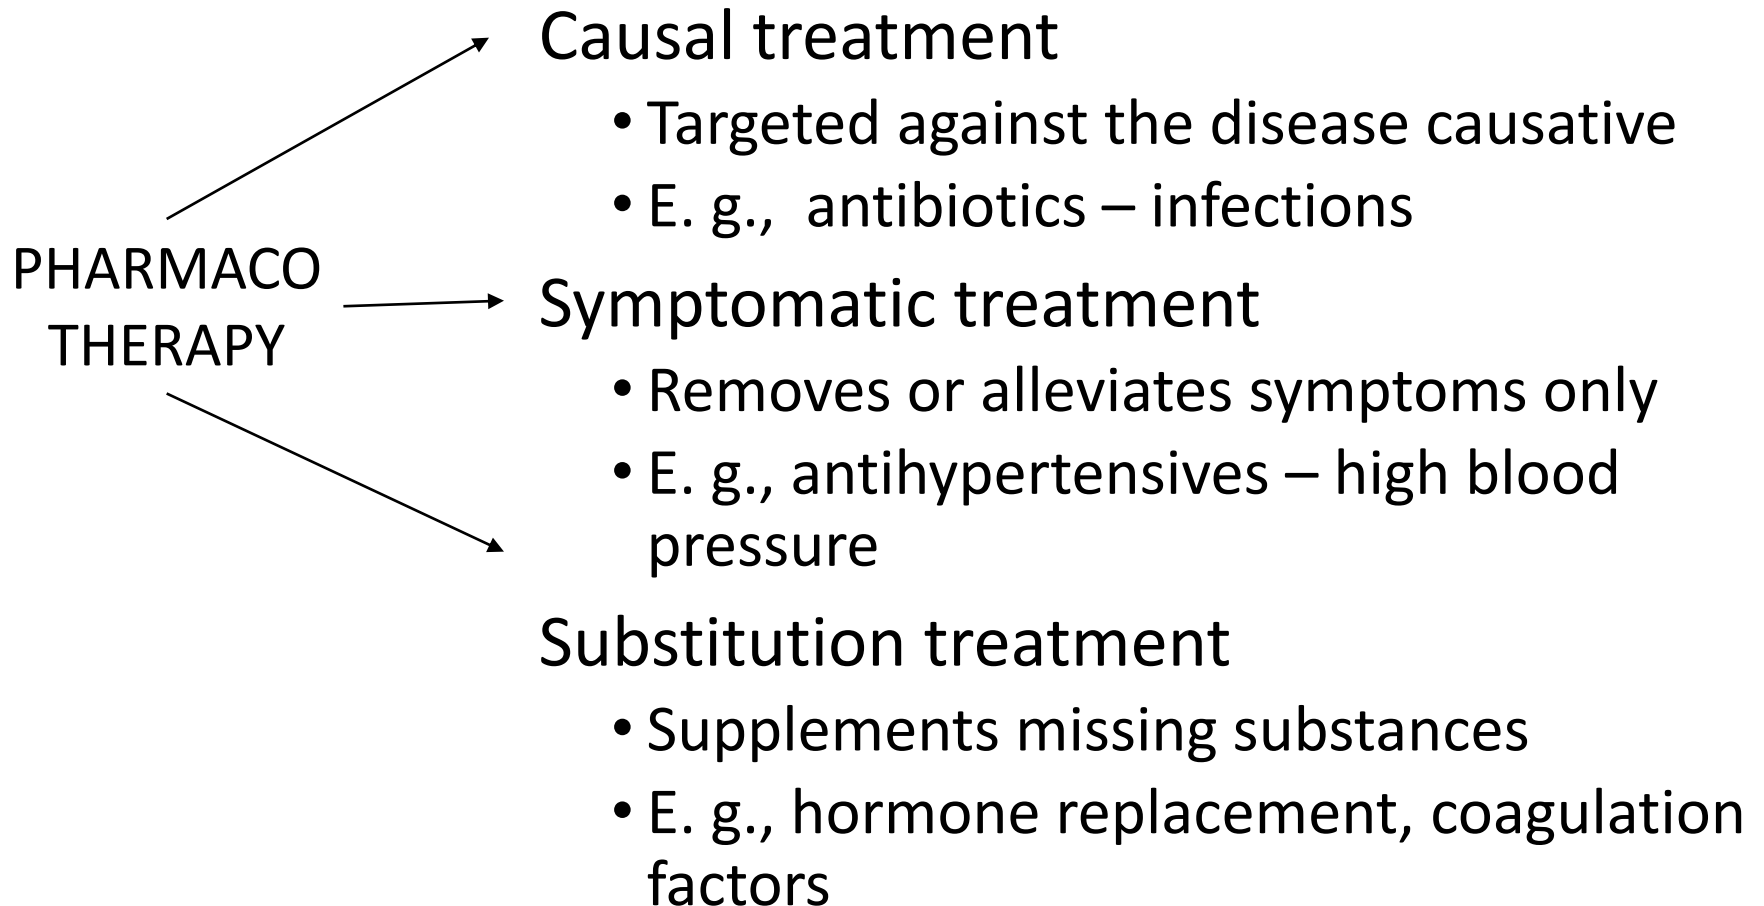 PHARMACO
THERAPY
Causal treatment
• Targeted against the disease causative
• E. g.,  antibiotics – infections
Symptomatic treatment
• Removes or alleviates symptoms only
• E. g., antihypertensives – high blood
pressure
Substitution treatment
• Supplements missing substances
• E. g., hormone replacement, coagulation
factors